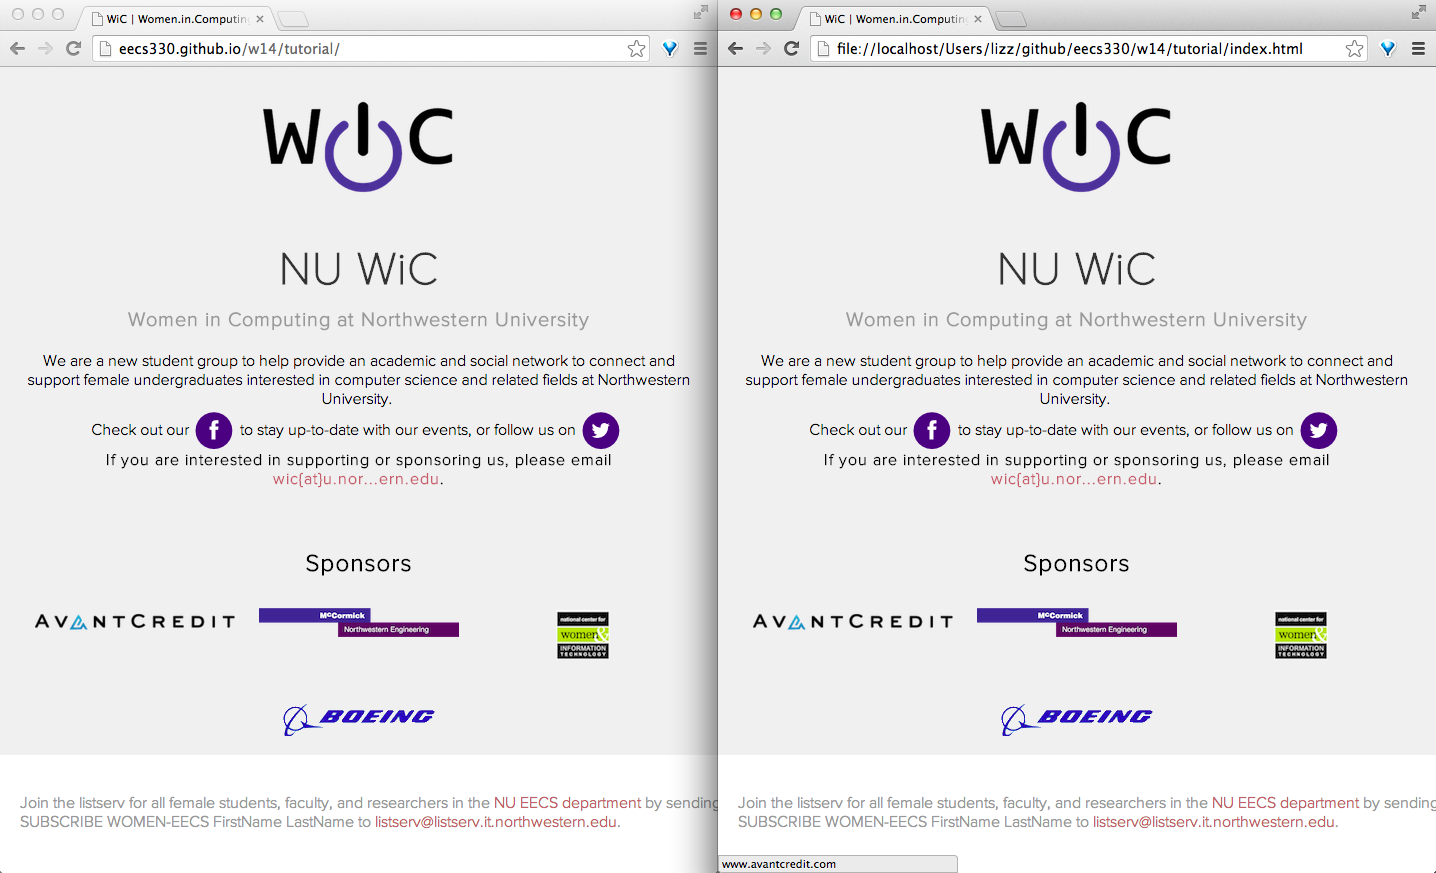 WiC | Women.in.Computing
eecs330.github.io/w14/tutorial/
WiC
NU WiC
Women in Computing at Northwestern University
We are a new student group to help provide an academic and social network to connect and
support female undergraduates interested in computer science and related fields at Northwestern
University.
Check out our f to stay up-to-date with our events, or follow us on
If you are interested in supporting or sponsoring us, please email
wic{at}u.nor...ern.edu.
Sponsors
AVANTCREDIT
McCormick
Northwestern Engineering
national center for
women&
INFORMATION
TECHNOLOGY
BOEING
Join the listserv for all female students, faculty, and researchers in the NU EECS department by sending
SUBSCRIBE WOMEN-EECS FirstName LastName to listserv@listserv.it.northwestern.edu.
WiC | Women.in.Computing
file://localhost/Users/lizz/github/eecs330/w14/tutorial/index.html
WiC
NU WiC
Women in Computing at Northwestern University
We are a new student group to help provide an academic and social network to connect and
support female undergraduates interested in computer science and related fields at Northwestern
University.
Check out our f to stay up-to-date with our events, or follow us on
If you are interested in supporting or sponsoring us, please email
wic{at}u.nor...ern.edu.
Sponsors
AVANTCREDIT
McCormick
Northwestern Engineering
national center for
women&
INFORMATION
TECHNOLOGY
BOEING
Join the listserv for all female students, faculty, and researchers in the NU EECS department by sending
SUBSCRIBE WOMEN-EECS FirstName LastName to listserv@listserv.it.northwestern.edu.
www.avantcredit.com